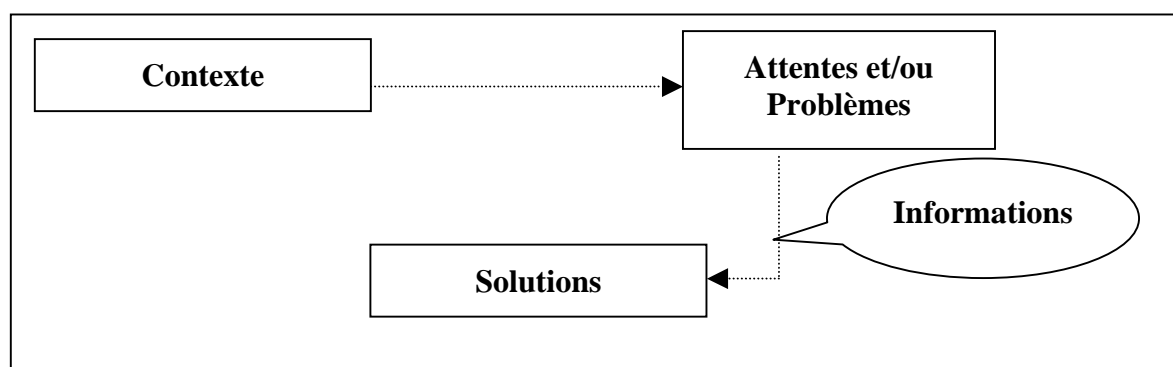 Contexte
Attentes et/ou
Problèmes
Informations
Solutions